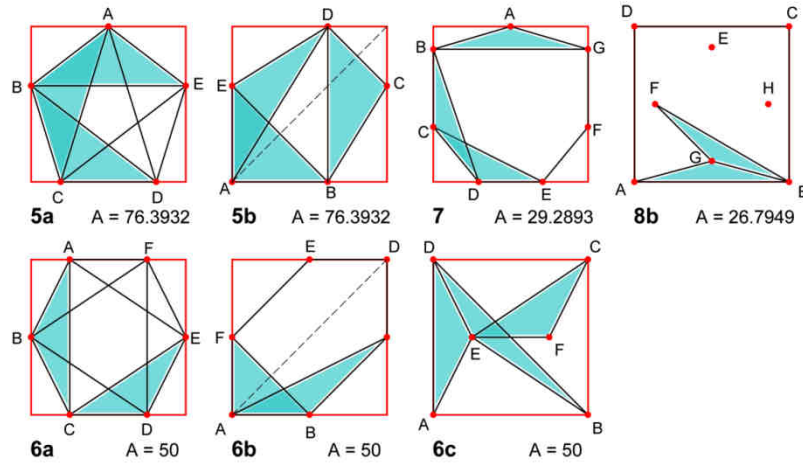 A
D
A
D C
E
B E
E C
B G
F H
C F
G
A B
C D
A B
D E
5a A = 76.3932
5b A = 76.3932
7 A = 29.2893
8b A = 26.7949
A F
E D
D C
B E
F
E F
C D
A B
A B
6a A = 50
6b A = 50
6c A = 50